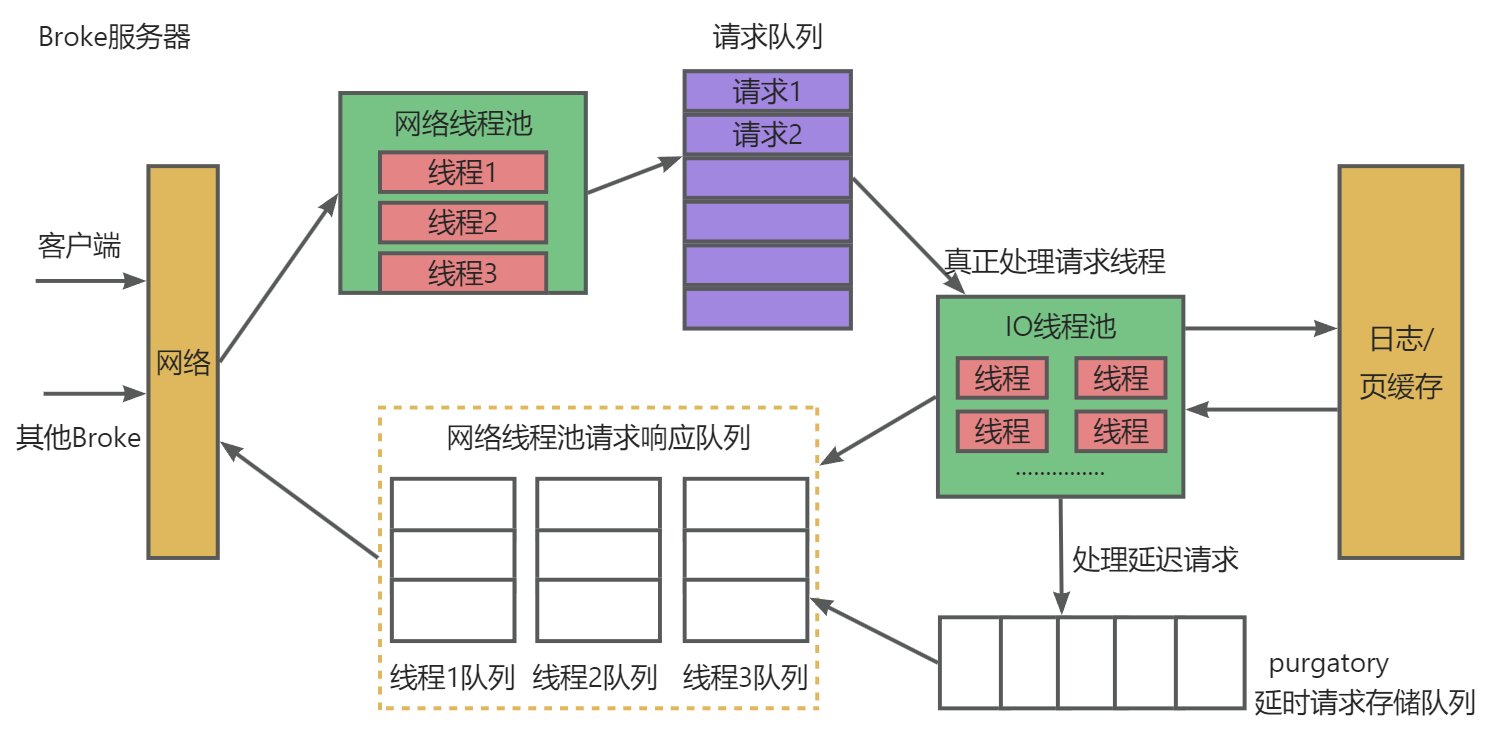 Broke服务器
请求队列
请求1
请求2
网络线程池
线程1
线程2
线程3
客户端
网络
其他Broke
真正处理请求线程
IO线程池
线程
线程
线程
线程
...............
日志/
页缓存
网络线程池请求响应队列
线程1队列
线程2队列
线程3队列
处理延迟请求
purgatory
延时请求存储队列